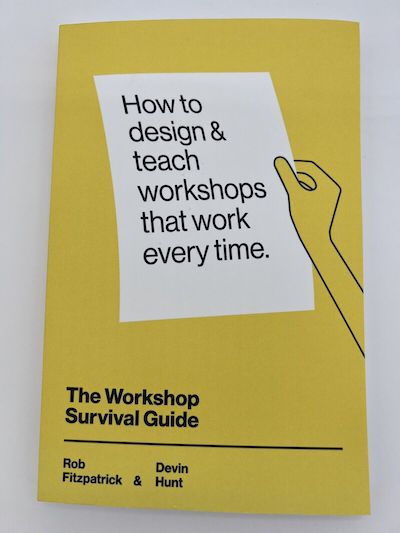 How to
design &
teach
workshops
that work
every time.
The Workshop
Survival Guide
Rob Devin
Fitzpatrick & Hunt